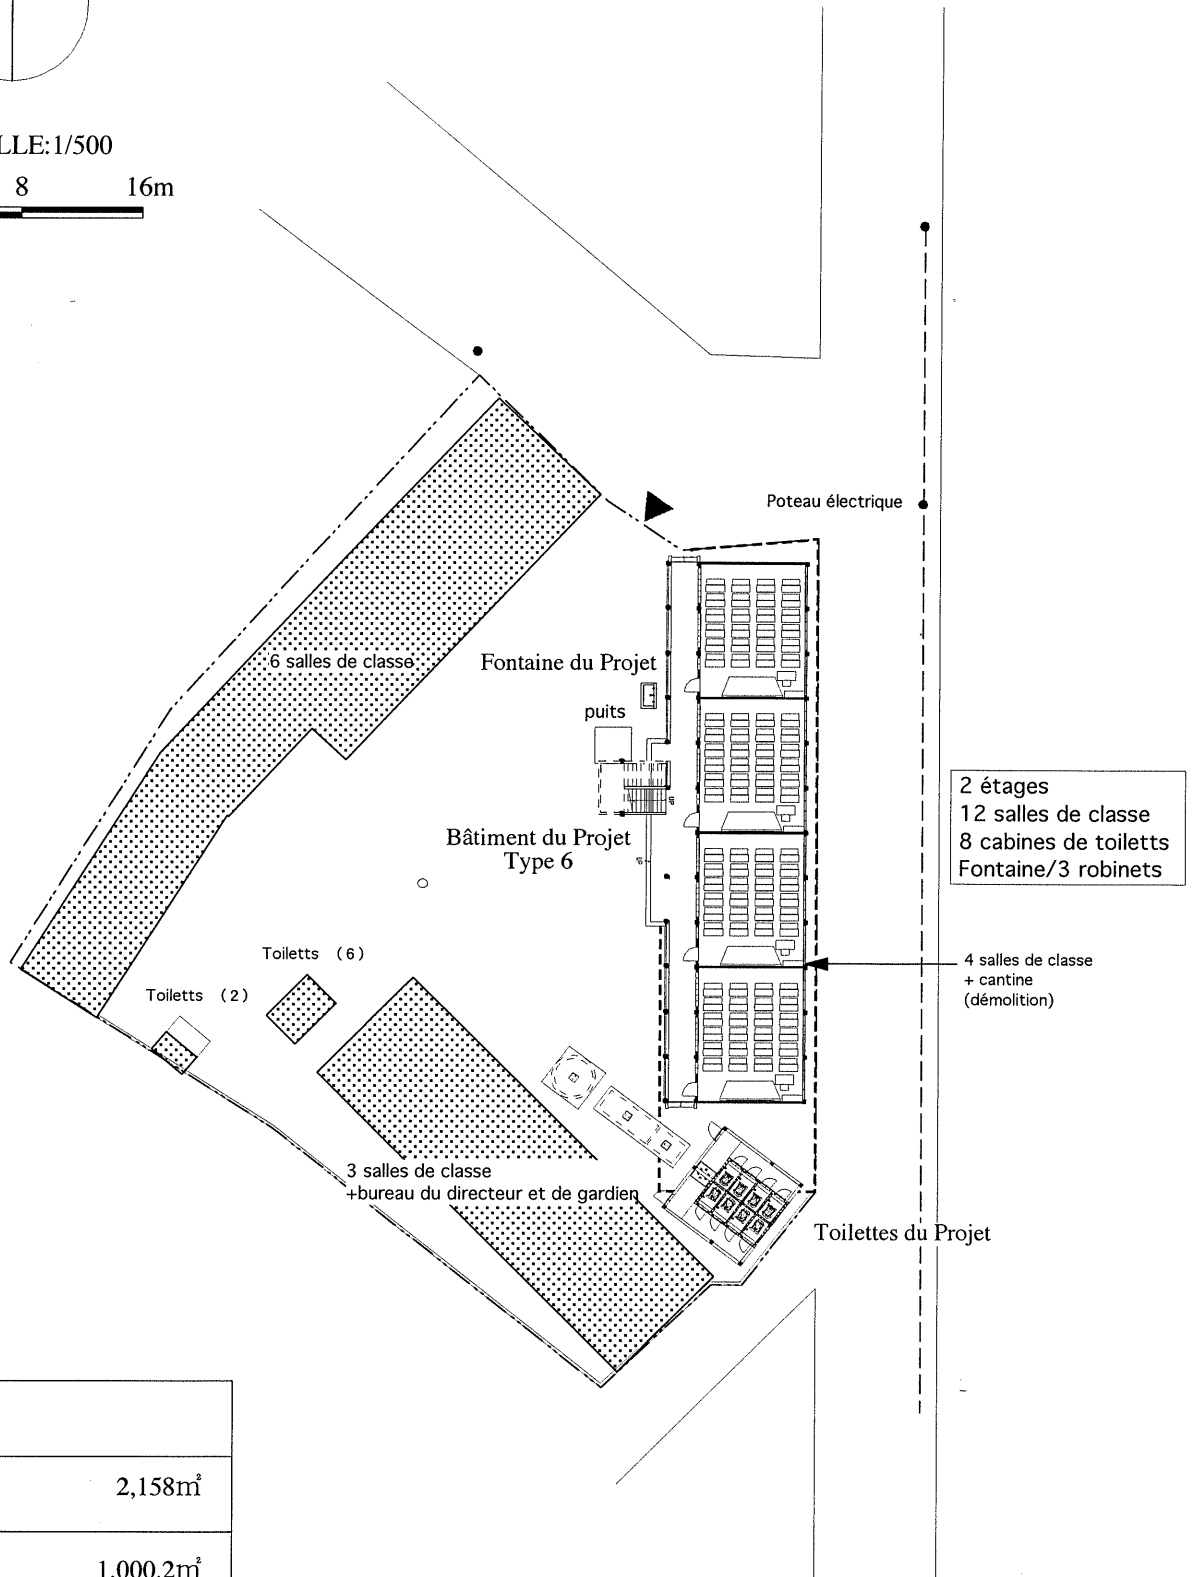 LLE:1/500
8 16m
Poteau électrique
6 salles de classe
Fontaine du Projet
puits
2 étages
12 salles de classe
8 cabines de toiletts
Fontaine/3 robinets
Bâtiment du Projet
Type 6
UP
UP
Toiletts (6)
4 salles de classe
+ cantine
(démolition)
Toiletts (2)
3 salles de classe
+bureau du directeur et de gardien
Toilettes du Projet
2,158㎡
1,000.2㎡